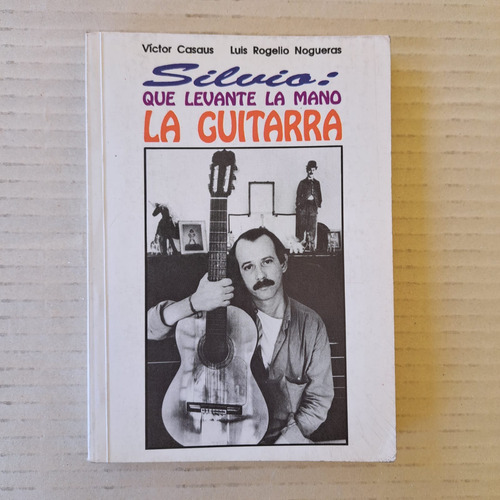 Víctor Casaus Luis Rogelio Nogueras
Silvio:
QUE LEVANTE LA MANO
LA GUITARRA